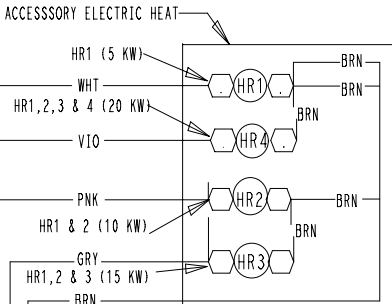 ACCESSSORY ELECTRIC HEAT
HR1 (5 KW)
BRN
WHT
HR1
BRN
HR1,2,3 & 4 (20 KW)
BRN
VIO
HR4
PNK
HR2
BRN
HR1 & 2 (10 KW)
BRN
GRY
HR3
HR1,2 & 3 (15 KW)
BRN